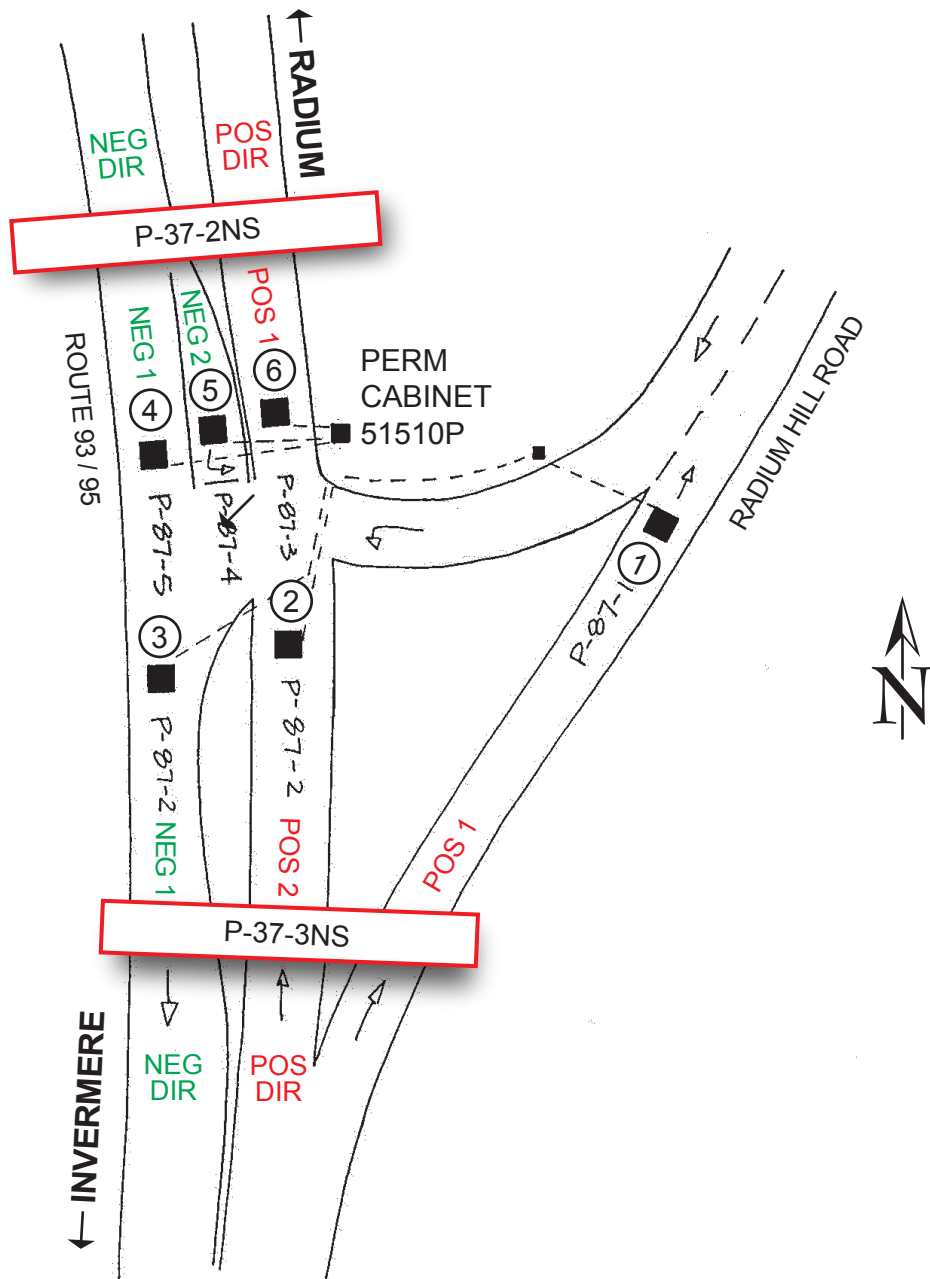 ← RADIUM
NEG
DIR
POS
DIR
P-37-2NS
NEG 1
NEG 2
POS 1
ROUTE 93 / 95
4
5
6
PERM
CABINET
51510P
RADIUM HILL ROAD
P-87-5
P-87-4
P-87-3
1
P-87-1
2
3
N
P-87-2
P-87-2
NEG 1
POS 2
POS 1
P-37-3NS
NEG
DIR
POS
DIR
← INVERMERE